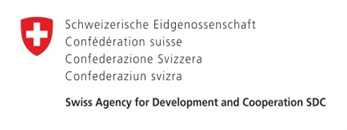 Schweizerische Eidgenossenschaft
Confédération suisse
Confederazione Svizzera
Confederaziun svizra
Swiss Agency for Development and Cooperation SDC